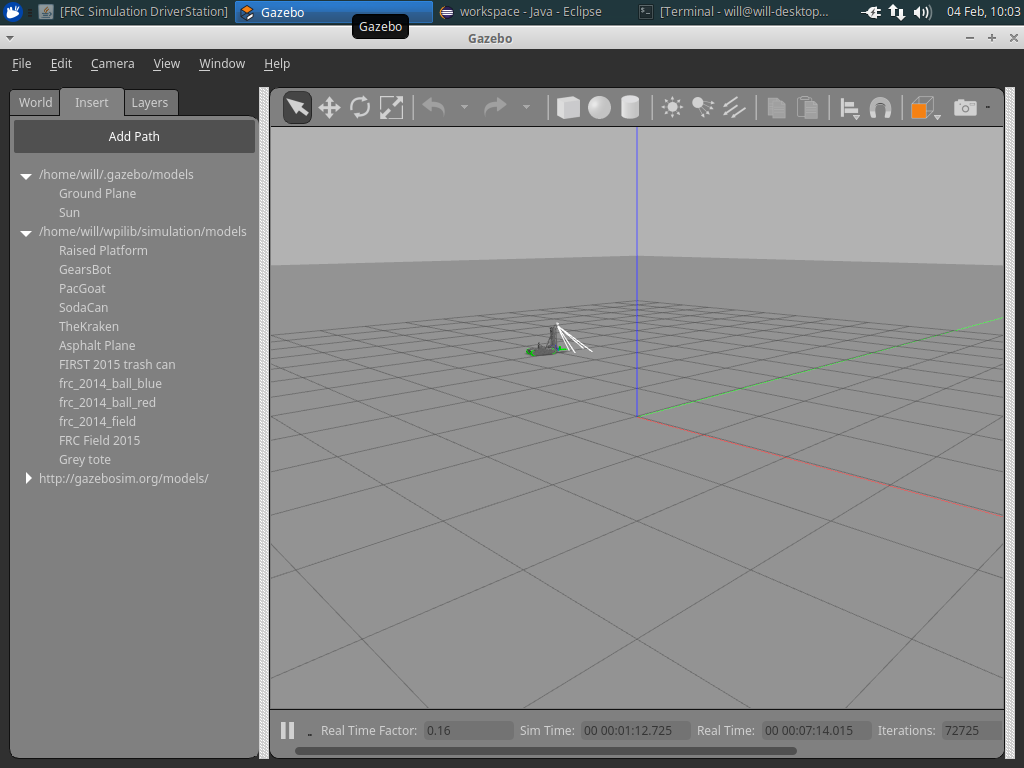 [FRC Simulation DriverStation] Gazebo workspace - Java - Eclipse [Terminal - will@will-desktop... 04 Feb, 10:03
Gazebo
Gazebo
File Edit Camera View Window Help
World Insert Layers
Add Path
/home/will/.gazebo/models
Ground Plane
Sun
/home/will/wpilib/simulation/models
Raised Platform
GearsBot
PacGoat
SodaCan
TheKraken
Asphalt Plane
FIRST 2015 trash can
frc_2014_ball_blue
frc_2014_ball_red
frc_2014_field
FRC Field 2015
Grey tote
http://gazebosim.org/models/
Real Time Factor: 0.16 Sim Time: 00 00:01:12.725 Real Time: 00 00:07:14.015 Iterations: 72725